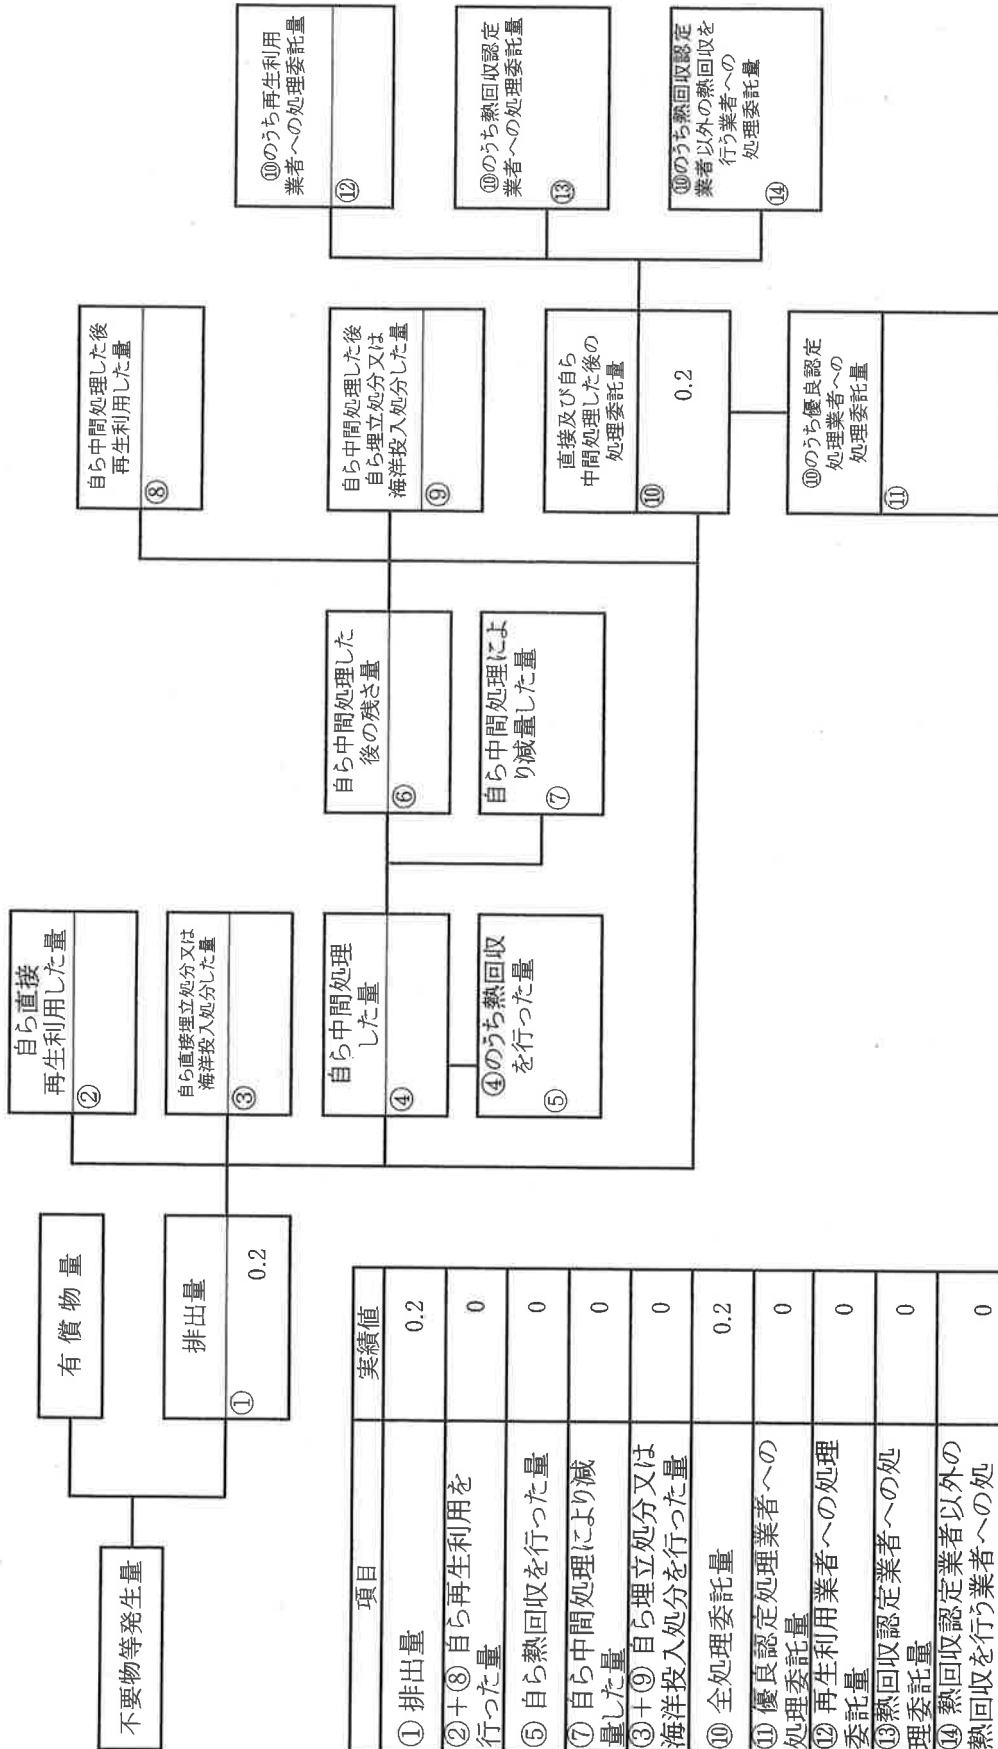 不要物等発生量
有償物量
排出量
①
0.2
自ら直接
再生利用した量
②
自ら直接埋立処分又は
海洋投入処分した量
③
自ら中間処理
した量
④
④のうち熱回収
を行った量
⑤
自ら中間処理した
後の残さ量
⑥
自ら中間処理によ
り減量した量
⑦
自ら中間処理した後
再生利用した量
⑧
自ら中間処理した後
自ら埋立処分又は
海洋投入処分した量
⑨
直接及び自ら
中間処理した後の
処理委託量
⑩
0.2
⑩のうち優良認定
処理業者への
処理委託量
⑪
⑩のうち再生利用
業者への処理委託量
⑫
⑩のうち熱回収認定
業者への処理委託量
⑬
⑩のうち熱回収認定
業者以外の熱回収を
行う業者への
処理委託量
⑭
項目 実績値
①排出量 0.2
②+⑧ 自ら再生利用を
行った量 0
⑤ 自ら熱回収を行った量 0
⑦ 自ら中間処理により減
量した量 0
③+⑨ 自ら埋立処分又は
海洋投入処分を行った量 0
⑩ 全処理委託量 0.2
⑪ 優良認定処理業者への
処理委託量 0
⑫ 再生利用業者への処理
委託量 0
⑬熱回収認定業者への処
理委託量 0
⑭ 熱回収認定業者以外の
熱回収を行う業者への処 0